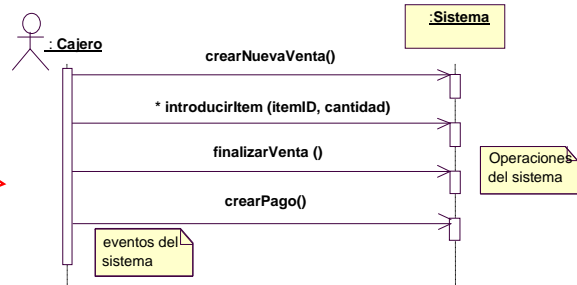 :Sistema
: Cajero
crearNuevaVenta()
* introducirItem (itemID, cantidad)
finalizarVenta ()
Operaciones
del sistema
crearPago()
eventos del
sistema